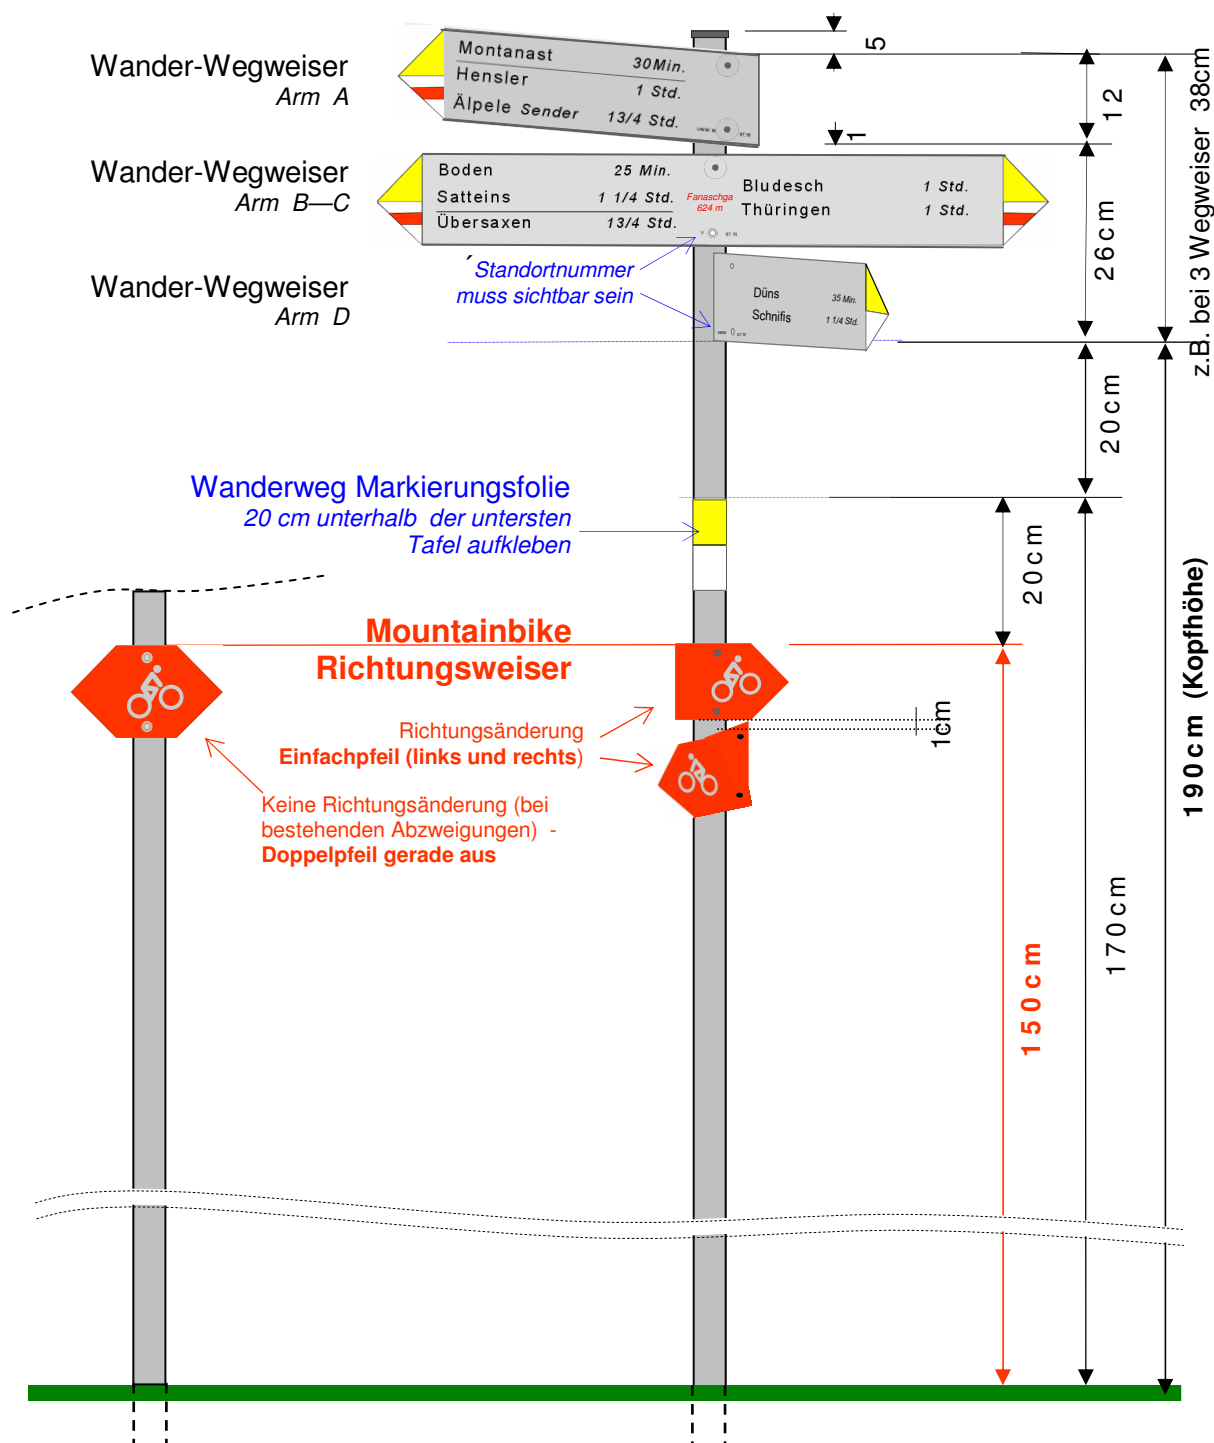 Wander-Wegweiser
Arm A
Montanast 30Min.
Hensler 1 Std.
Älpele Sender 13/4 Std.
5
12
1
z.B. bei 3 Wegweiser 38cm
Wander-Wegweiser
Arm B—C
Boden 25 Min.
Satteins 1 1/4 Std.
Übersaxen 13/4 Std.
Fanaschga
624 m
Bludesch 1 Std.
Thüringen 1 Std.
26cm
Wander-Wegweiser
Arm D
Standortnummer
muss sichtbar sein
Düns 35 Min.
Schnifis 1 1/4 Std.
20cm
Wanderweg Markierungsfolie
20 cm unterhalb der untersten
Tafel aufkleben
20cm
190cm (Kopfhöhe)
Mountainbike
Richtungsweiser
Richtungsänderung
Einfachpfeil (links und rechts)
1cm
Keine Richtungsänderung (bei
bestehenden Abzweigungen) -
Doppelpfeil gerade aus
170cm
150cm